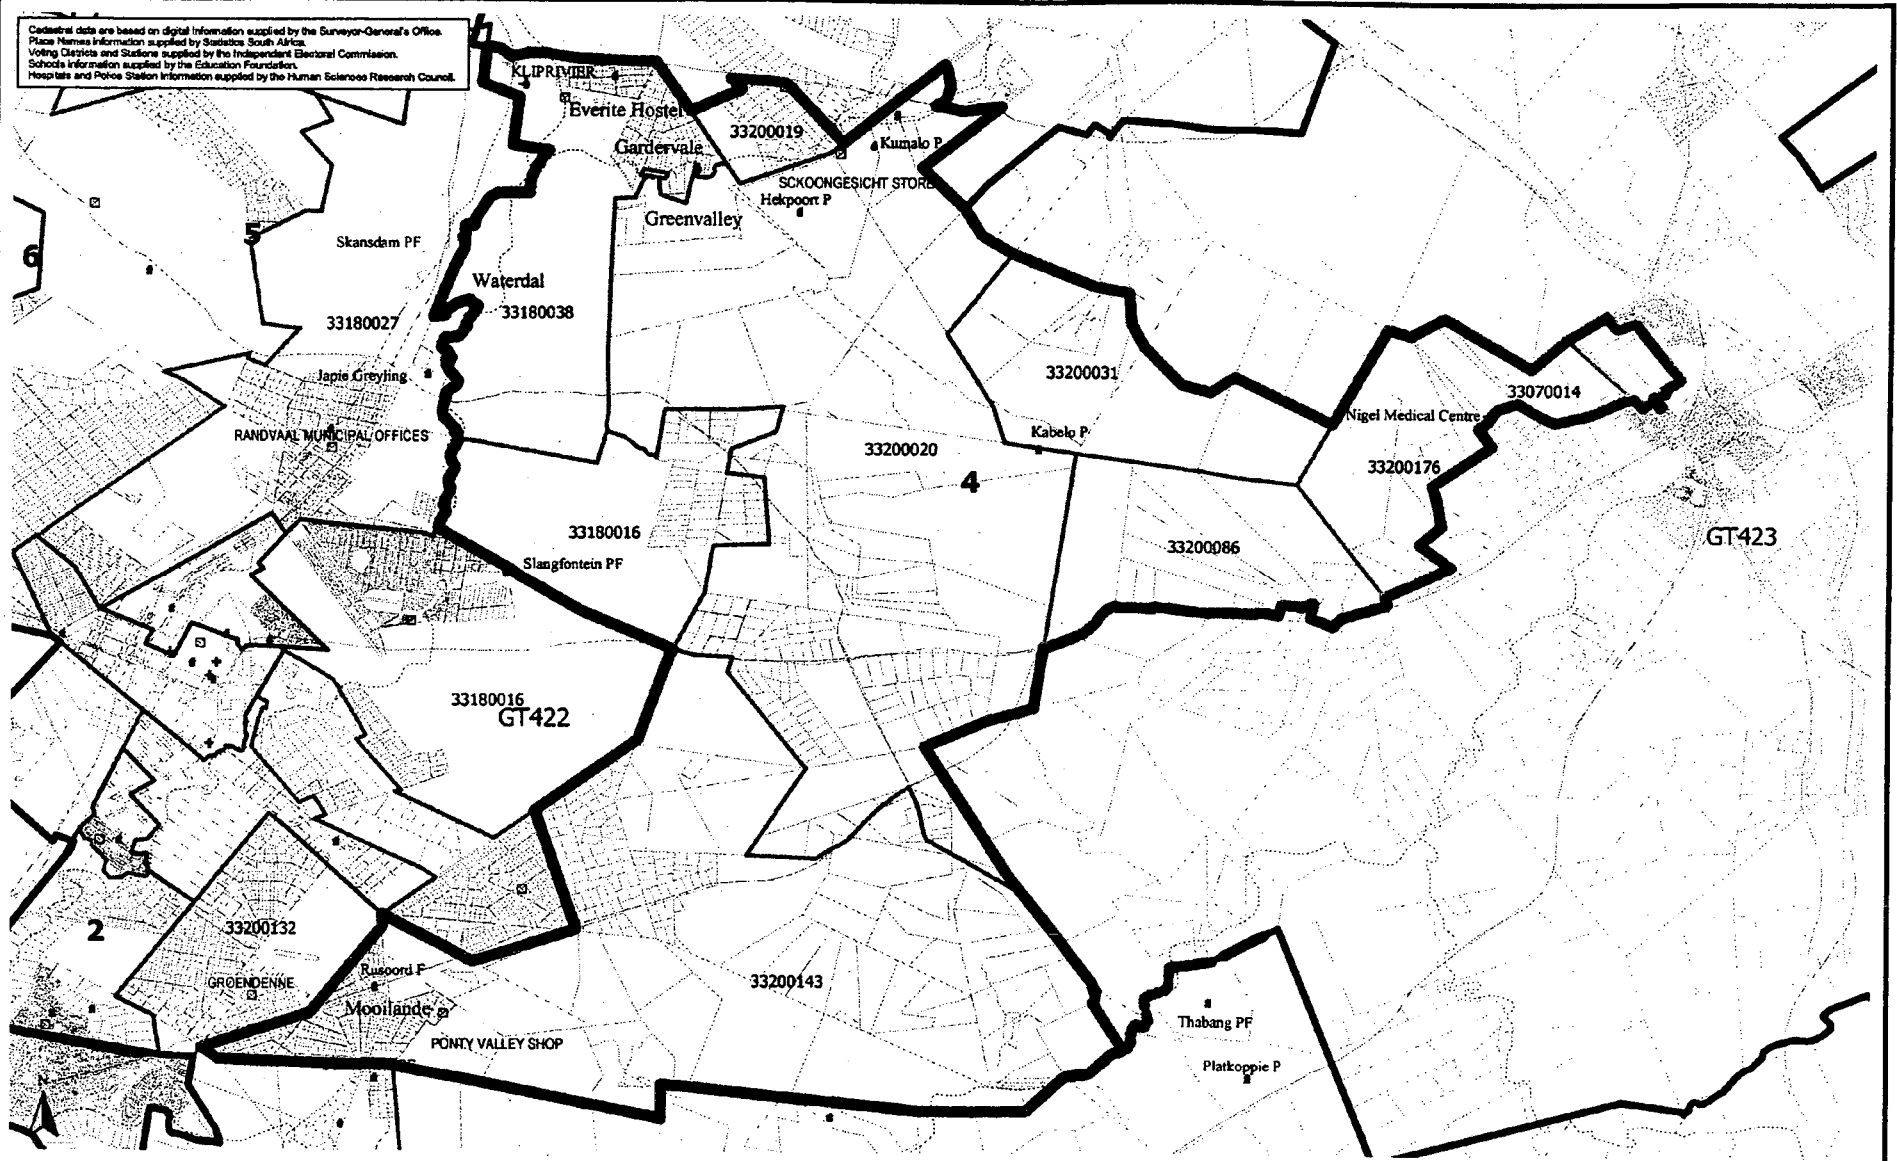 Cadastral data are based on digital information supplied by the Surveyor-General's Office.
Place Names information supplied by Statistics South Africa.
Voting Districts and Stations supplied by the Independent Electoral Commission.
Schools information supplied by the Education Foundation.
Hospitals and Police Station information supplied by the Human Sciences Research Council.
KLIPRIVIER
Everite Hostel
33200019
Gardervale
Kumalo P
SCKOONGESICHT STORE
Hekpoort P
Greenvalley
5
Skansdam PF
6
Waterdal
33180038
33180027
Japie Greyling
33200031
33070014
Nigel Medical Centre
RANDVAAL MUNICIPAL OFFICES
Kabelo P
33200020
33200176
4
33180016
GT423
33200086
Slangfontein PF
33180016
GT422
2
33200132
Rusoord F
GROENDENNE
33200143
Mooilande
Thabang PF
PONTY VALLEY SHOP
Platkoppie P
N